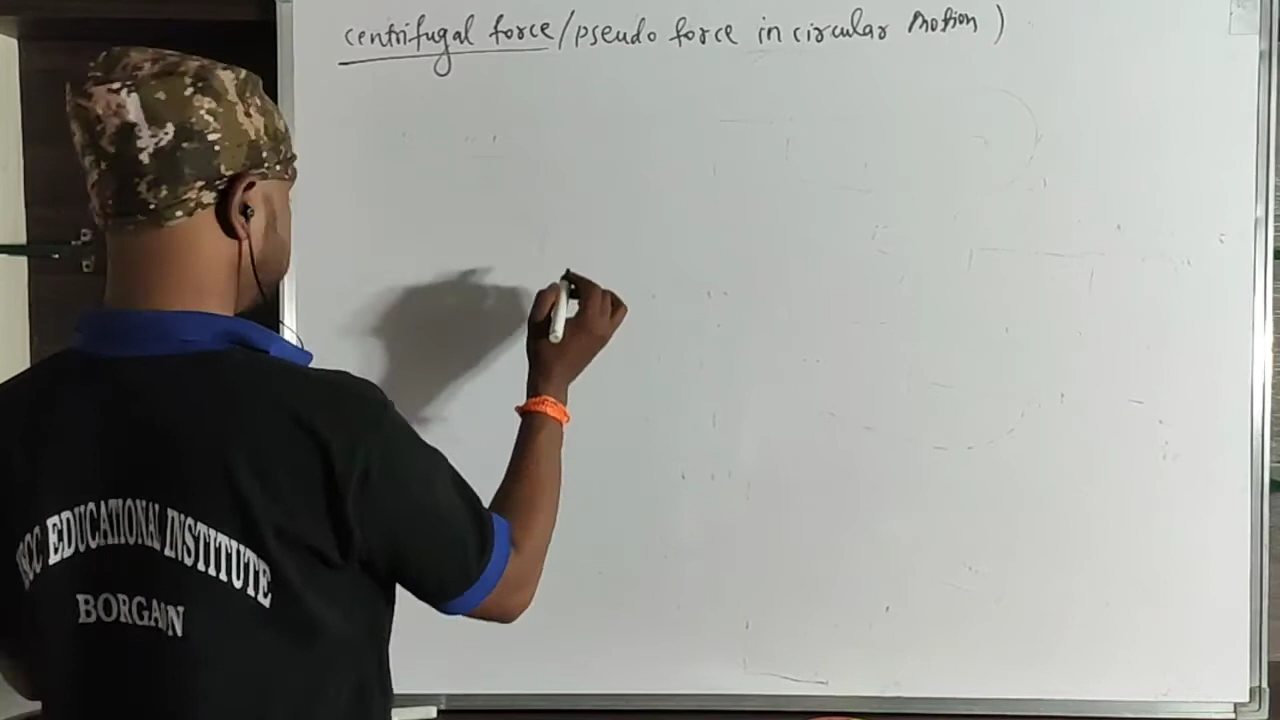 centrifugal force/pseudo force in circular Motion )
EDUCATIONAL INSTITUTE
BORGAON